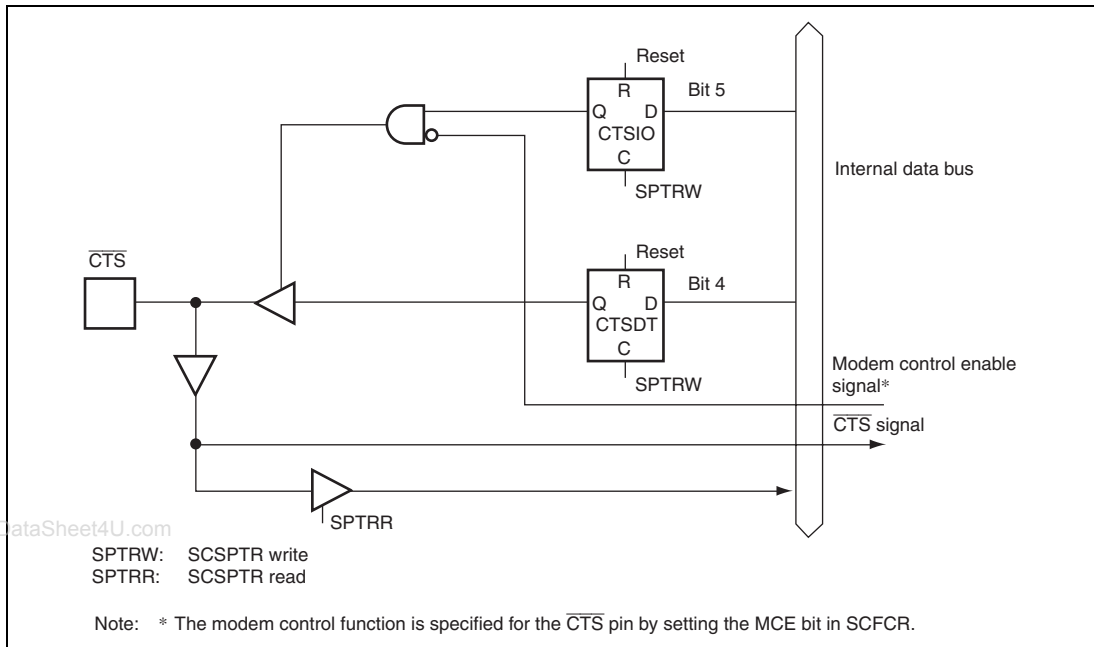 Reset
R
Bit 5
Q D
CTSIO
C
SPTRW
Internal data bus
Reset
R
Bit 4
Q D
CTSDT
C
SPTRW
CTS
Modem control enable
signal*
CTS signal
SPTRR
DataSheet4U.com
SPTRW: SCSPTR write
SPTRR: SCSPTR read
Note: * The modem control function is specified for the CTS pin by setting the MCE bit in SCFCR.